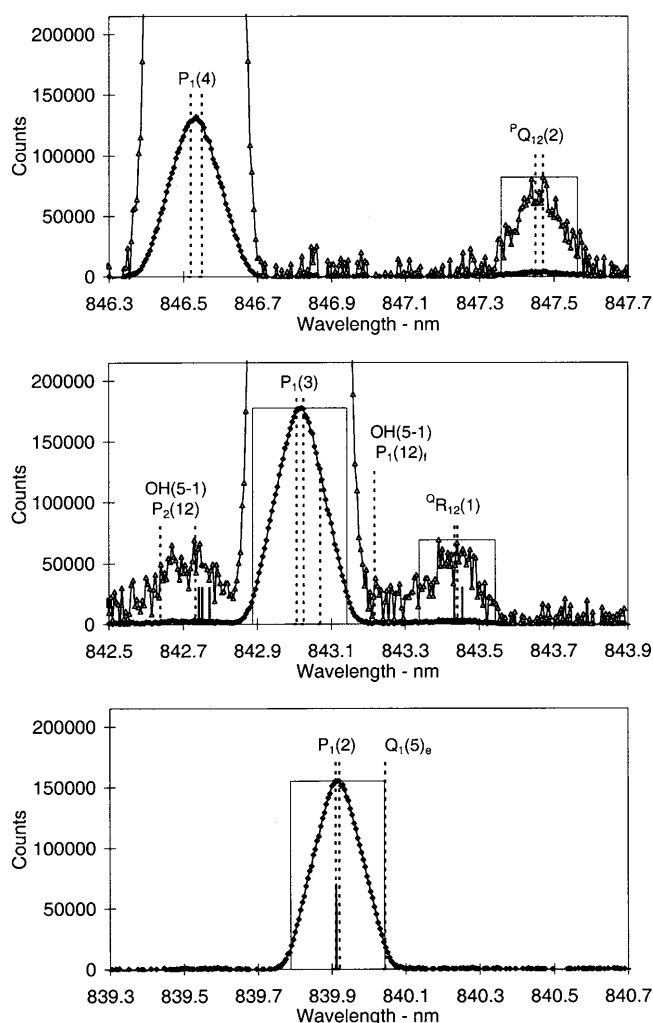 200000
150000
100000
50000
0
Counts
P₁(4)
ᴾQ₁₂(2)
846.3 846.5 846.7 846.9 847.1 847.3 847.5 847.7
Wavelength - nm
200000
150000
100000
50000
0
Counts
P₁(3)
OH(5-1)
P₁(12)f
OH(5-1)
P₂(12)
QR₁₂(1)
842.5 842.7 842.9 843.1 843.3 843.5 843.7 843.9
Wavelength - nm
200000
150000
100000
50000
0
Counts
P₁(2) Q₁(5)ₑ
839.3 839.5 839.7 839.9 840.1 840.3 840.5 840.7
Wavelength - nm